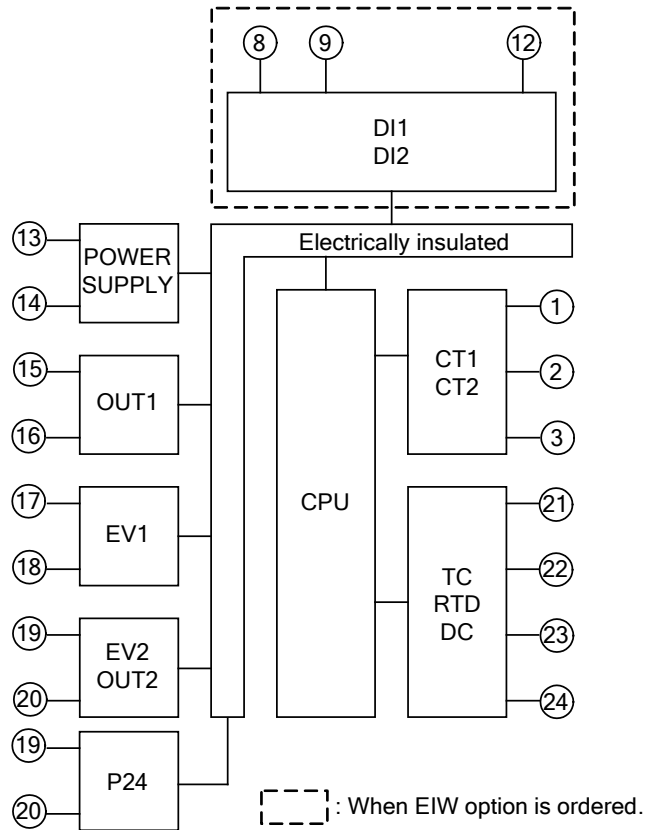 8 9 12
DI1
DI2
Electrically insulated
13
14
POWER
SUPPLY
15
16
OUT1
17
18
EV1
19
20
EV2
OUT2
19
20
P24
CPU
CT1
CT2
1
2
3
TC
RTD
DC
21
22
23
24
: When EIW option is ordered.